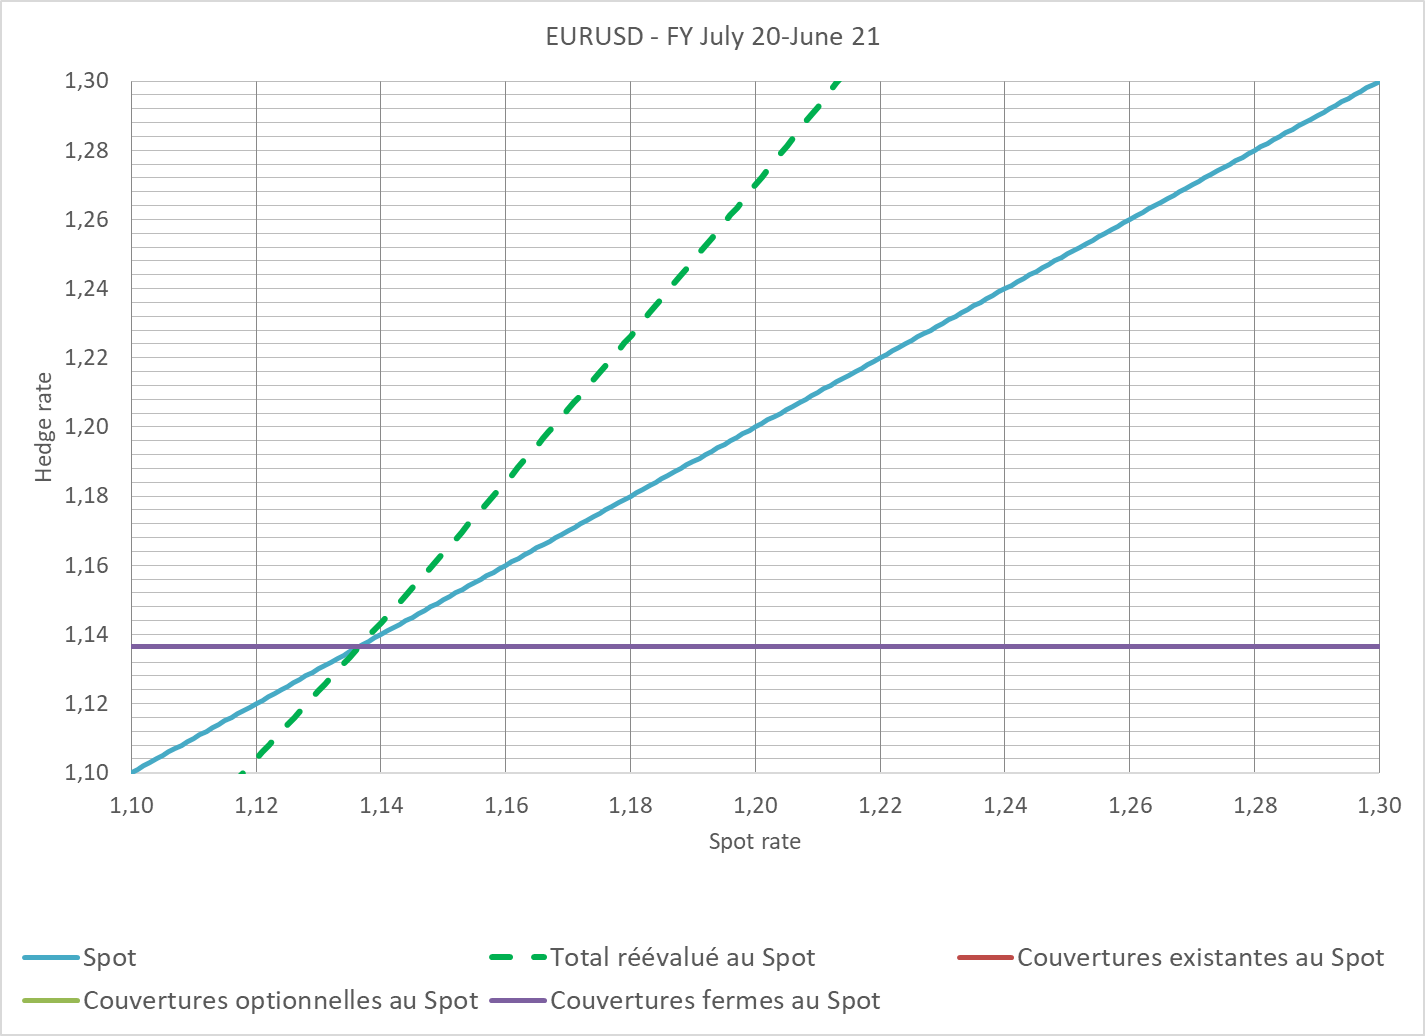 EURUSD - FY July 20-June 21
1,30
1,28
1,26
1,24
1,22
1,20
1,18
1,16
1,14
1,12
1,10
Hedge rate
1,10 1,12 1,14 1,16 1,18 1,20 1,22 1,24 1,26 1,28 1,30
Spot rate
Spot Total réévalué au Spot Couvertures existantes au Spot
Couvertures optionnelles au Spot Couvertures fermes au Spot